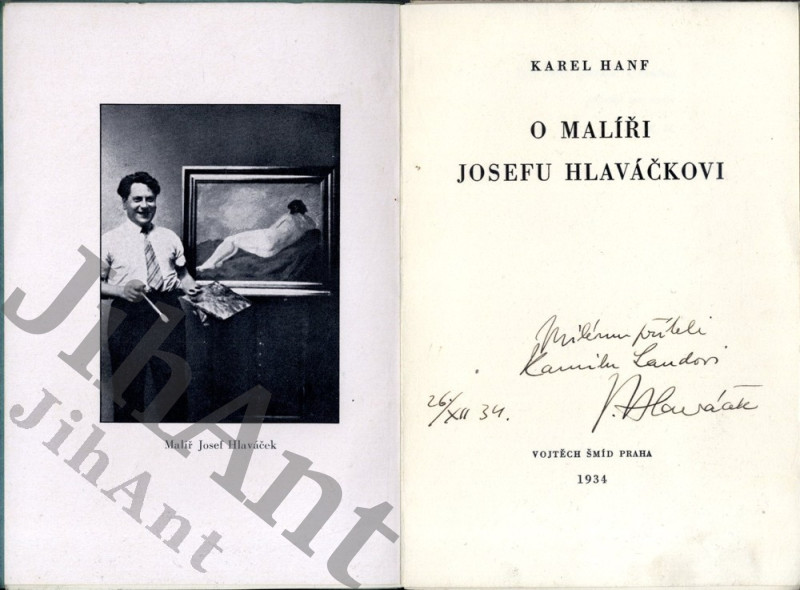 Malíř Josef Hlaváček
KAREL HANF
O MALÍŘI
JOSEFU HLAVÁČKOVI
Milému příteli
Kamilu Landovi
26/XII 34.
J. Hlaváček
VOJTĚCH ŠMÍD PRAHA
1934
JihAnt
JihAnt